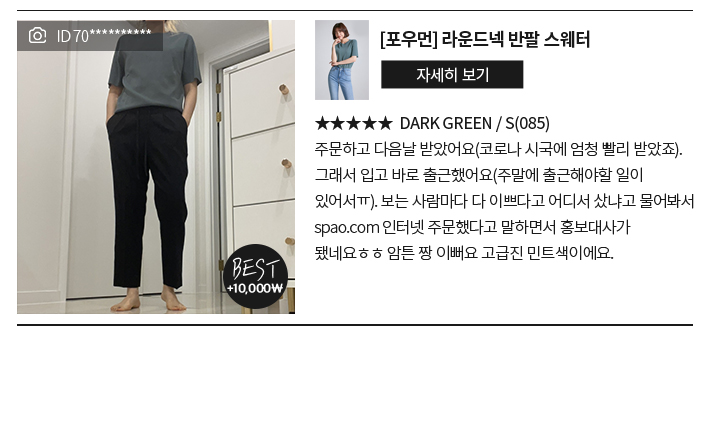 ID70**********
[포우먼] 라운드넥 반팔 스웨터
자세히 보기
★★★★★ DARK GREEN / S(085)
주문하고 다음날 받았어요(코로나 시국에 엄청 빨리 받았죠).
그래서 입고 바로 출근했어요(주말에 출근해야할 일이
있어서ㅠ). 보는 사람마다 다 이쁘다고 어디서 샀냐고 물어봐서
spao.com 인터넷 주문했다고 말하면서 홍보대사가
됐네요ㅎㅎ 암튼 짱 이뻐요 고급진 민트색이에요.
BEST
+10,000₩